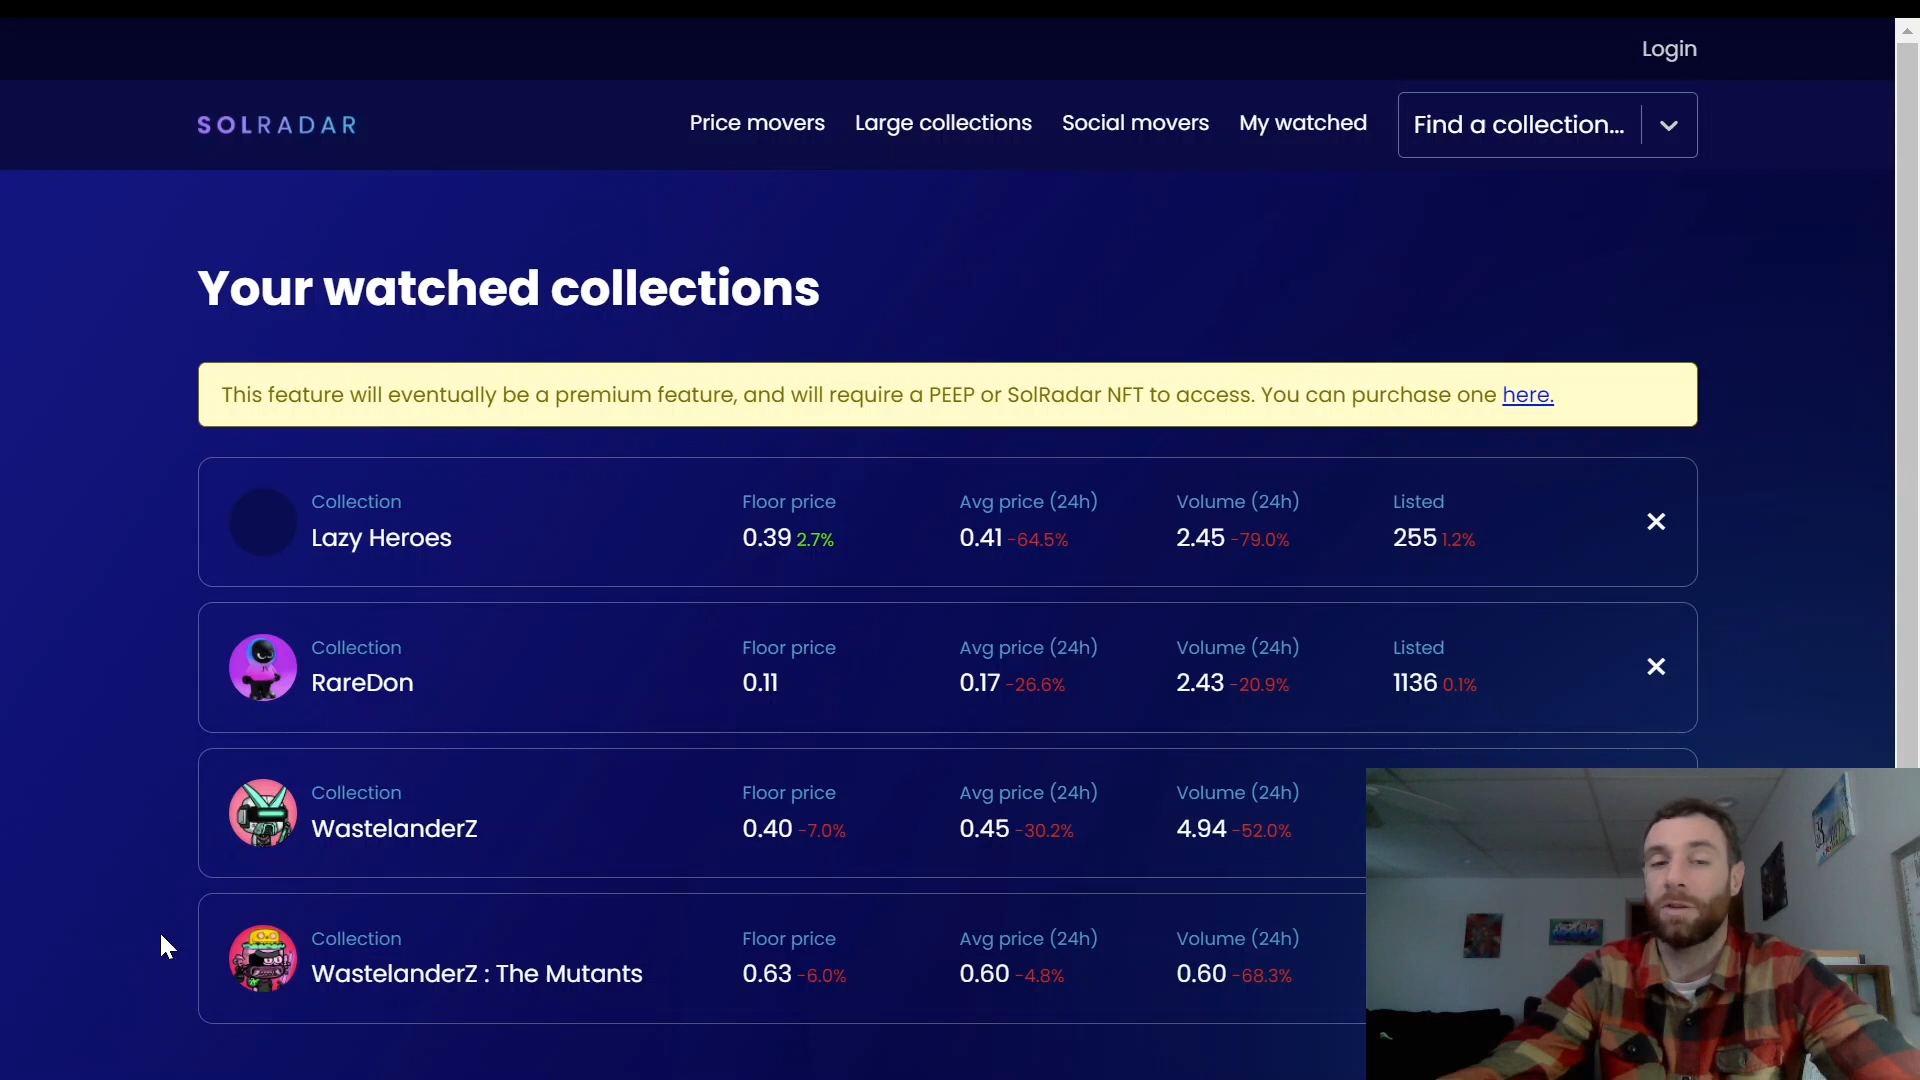 Login
SOLRADAR
Price movers Large collections Social movers My watched Find a collection...
Your watched collections
This feature will eventually be a premium feature, and will require a PEEP or SolRadar NFT to access. You can purchase one here.
Collection Floor price Avg price (24h) Volume (24h) Listed
Lazy Heroes 0.39 2.7% 0.41 -64.5% 2.45 -79.0% 255 1.2%
Collection Floor price Avg price (24h) Volume (24h) Listed
RareDon 0.11 0.17 -26.6% 2.43 -20.9% 1136 0.1%
Collection Floor price Avg price (24h) Volume (24h)
WastelanderZ 0.40 -7.0% 0.45 -30.2% 4.94 -52.0%
Collection Floor price Avg price (24h) Volume (24h)
WastelanderZ : The Mutants 0.63 -6.0% 0.60 -4.8% 0.60 -68.3%